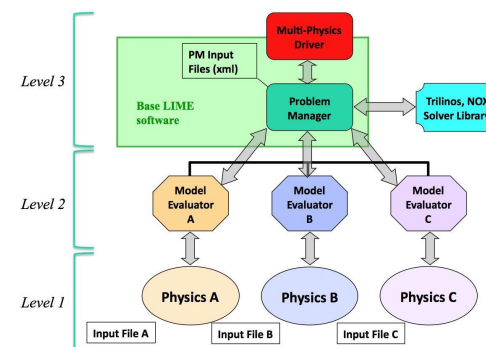 Multi-Physics
Driver
Level 3
PM Input
Files (xml)
Base LIME
software
Problem
Manager
Trilinos, NOX
Solver Library
Level 2
Model
Evaluator
A
Model
Evaluator
B
Model
Evaluator
C
Level 1
Physics A
Physics B
Physics C
Input File A
Input File B
Input File C